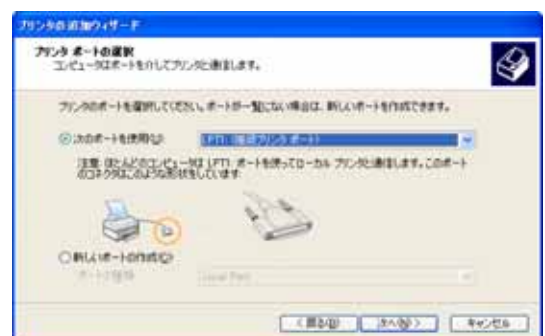 プリンタの追加ウィザード
プリンタ ポートの選択
コンピュータはポートを介してプリンタと通信します。
プリンタのポートを選択してください。ポートが一覧にない場合は、新しいポートを作成できます。
次のポートを使用(U):
LPT1: (推奨プリンタ ポート)
注意: ほとんどのコンピュータは LPT1: ポートを使ってローカル プリンタと通信します。このポート
のコネクタはこのような形状をしています:
新しいポートの作成(C):
ポートの種類:
Local Port
< 戻る(B)
次へ(N) >
キャンセル